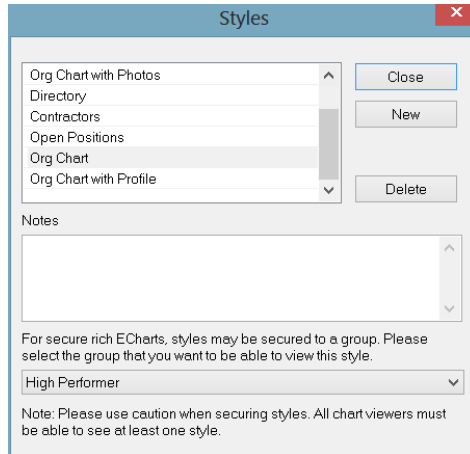 Styles
Org Chart with Photos
Directory
Contractors
Open Positions
Org Chart
Org Chart with Profile
Close
New
Delete
Notes
For secure rich ECharts, styles may be secured to a group. Please
select the group that you want to be able to view this style.
High Performer
Note: Please use caution when securing styles. All chart viewers must
be able to see at least one style.